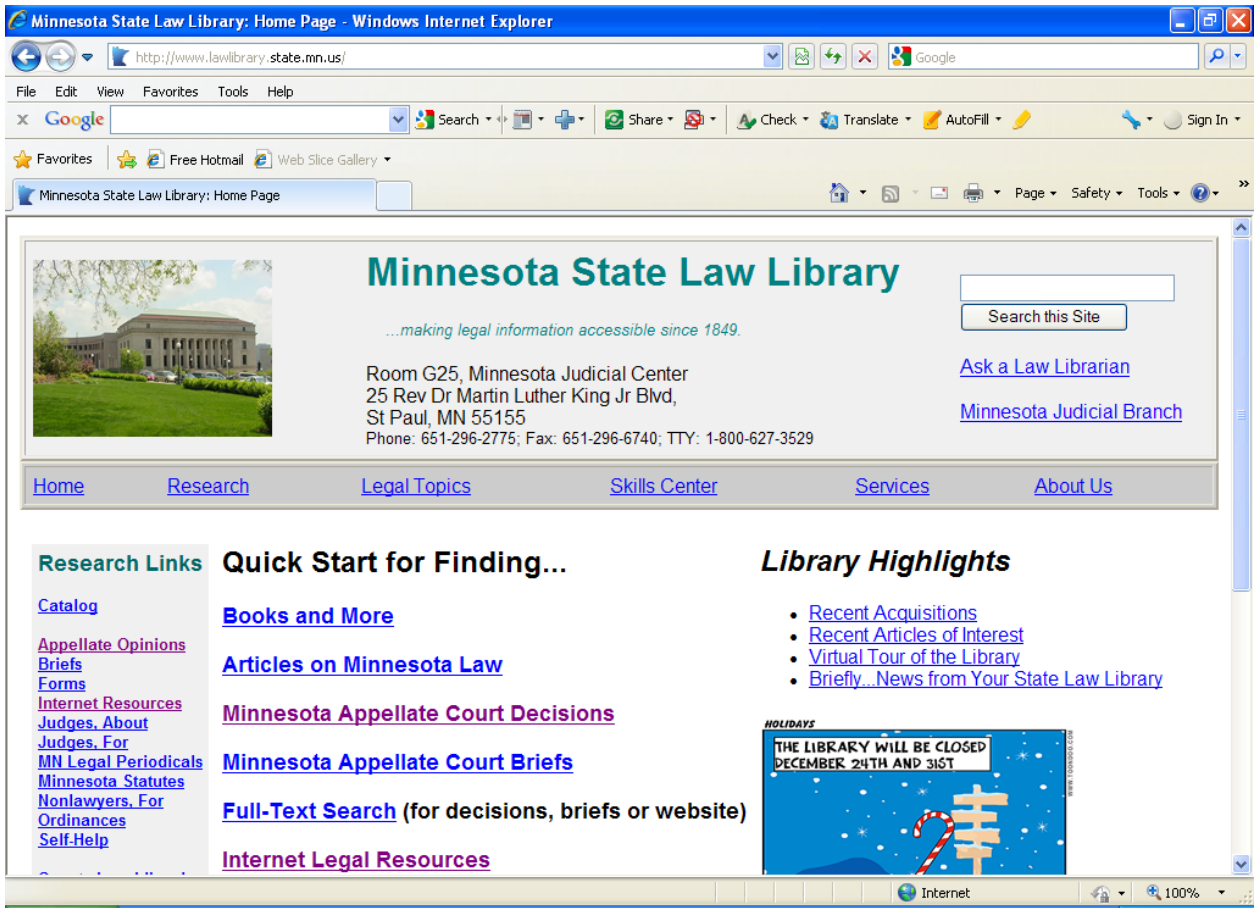 Minnesota State Law Library: Home Page - Windows Internet Explorer
http://www.lawlibrary.state.mn.us/
Google
File Edit View Favorites Tools Help
x Google Search Share Check Translate AutoFill Sign In
Favorites Free Hotmail Web Slice Gallery
Minnesota State Law Library: Home Page
Page Safety Tools »
Minnesota State Law Library
...making legal information accessible since 1849.
Room G25, Minnesota Judicial Center
25 Rev Dr Martin Luther King Jr Blvd,
St Paul, MN 55155
Phone: 651-296-2775; Fax: 651-296-6740; TTY: 1-800-627-3529
Search this Site
Ask a Law Librarian
Minnesota Judicial Branch
Home Research Legal Topics Skills Center Services About Us
Research Links
Catalog
Appellate Opinions
Briefs
Forms
Internet Resources
Judges, About
Judges, For
MN Legal Periodicals
Minnesota Statutes
Nonlawyers, For
Ordinances
Self-Help
Quick Start for Finding...
Books and More
Articles on Minnesota Law
Minnesota Appellate Court Decisions
Minnesota Appellate Court Briefs
Full-Text Search (for decisions, briefs or website)
Internet Legal Resources
Library Highlights
• Recent Acquisitions
• Recent Articles of Interest
• Virtual Tour of the Library
• Briefly...News from Your State Law Library
HOLIDAYS
THE LIBRARY WILL BE CLOSED
DECEMBER 24TH AND 31ST
WWW.TOONDOO.COM
Internet 100%